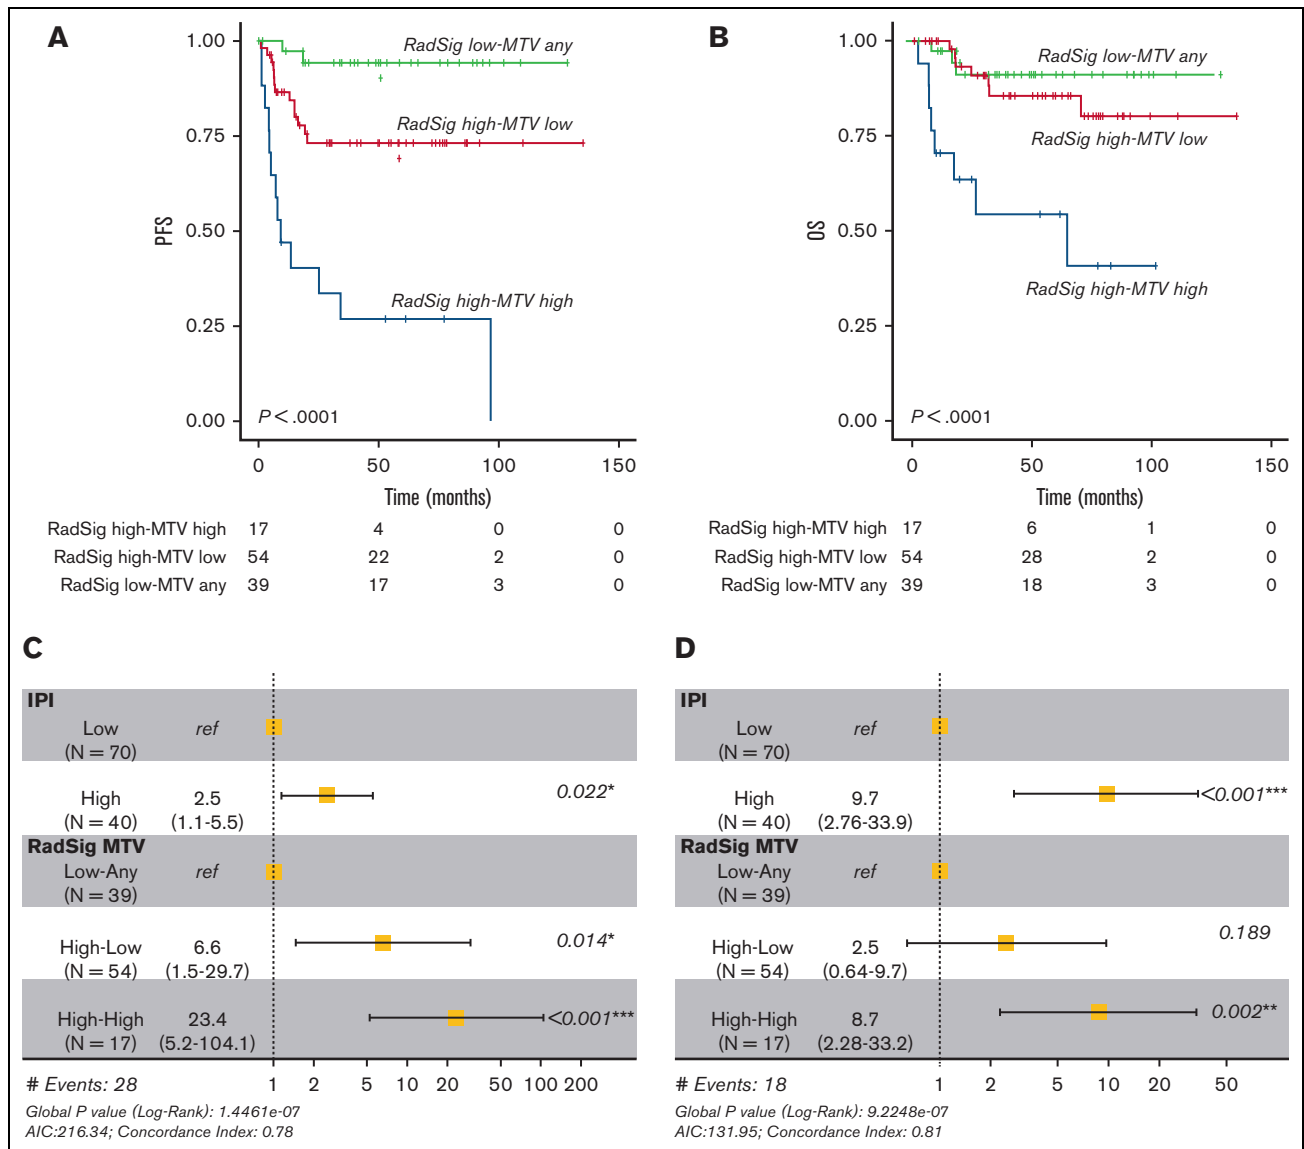 A
1.00
0.75
0.50
0.25
0.00
PFS
RadSig low-MTV any
RadSig high-MTV low
RadSig high-MTV high
P < .0001
0 50 100 150
Time (months)
RadSig high-MTV high 17 4 0 0
RadSig high-MTV low 54 22 2 0
RadSig low-MTV any 39 17 3 0
B
1.00
0.75
0.50
0.25
0.00
OS
RadSig low-MTV any
RadSig high-MTV low
RadSig high-MTV high
P < .0001
0 50 100 150
Time (months)
RadSig high-MTV high 17 6 1 0
RadSig high-MTV low 54 28 2 0
RadSig low-MTV any 39 18 3 0
C
IPI
Low ref
(N = 70)
High 2.5 0.022*
(N = 40) (1.1-5.5)
RadSig MTV
Low-Any ref
(N = 39)
High-Low 6.6 0.014*
(N = 54) (1.5-29.7)
High-High 23.4 <0.001***
(N = 17) (5.2-104.1)
# Events: 28 1 2 5 10 20 50 100 200
Global P value (Log-Rank): 1.4461e-07
AIC:216.34; Concordance Index: 0.78
D
IPI
Low ref
(N = 70)
High 9.7 <0.001***
(N = 40) (2.76-33.9)
RadSig MTV
Low-Any ref
(N = 39)
High-Low 2.5 0.189
(N = 54) (0.64-9.7)
High-High 8.7 0.002**
(N = 17) (2.28-33.2)
# Events: 18 1 2 5 10 20 50
Global P value (Log-Rank): 9.2248e-07
AIC:131.95; Concordance Index: 0.81